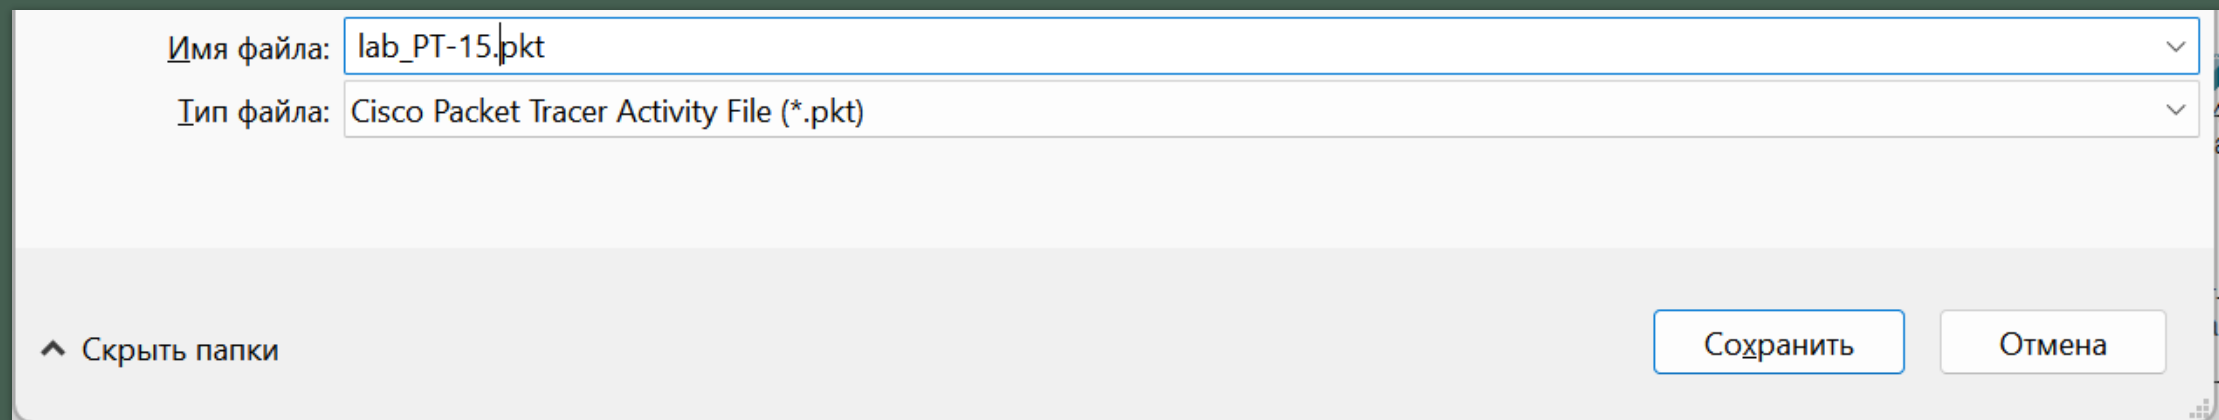 Имя файла: lab_PT-15.pkt
Тип файла: Cisco Packet Tracer Activity File (*.pkt)
Скрыть папки
Сохранить
Отмена